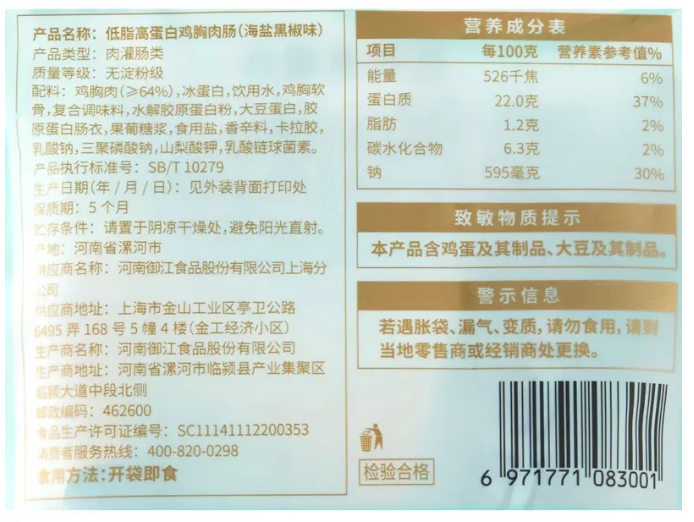 产品名称：低脂高蛋白鸡胸肉肠(海盐黑椒味)
产品类型：肉灌肠类
质量等级：无淀粉级
配料：鸡胸肉(≥64%),冰蛋白,饮用水,鸡胸软
骨,复合调味料,水解胶原蛋白粉,大豆蛋白,胶
原蛋白肠衣,果葡糖浆,食用盐,香辛料,卡拉胶,
乳酸钠,三聚磷酸钠,山梨酸钾,乳酸链球菌素。
产品执行标准号：SB/T 10279
生产日期(年/月/日)：见外装背面打印处
保质期：5个月
贮存条件：请置于阴凉干燥处,避免阳光直射。
产地：河南省漯河市
供应商名称：河南御江食品股份有限公司上海分
公司
供应商地址：上海市金山工业区亭卫公路
6495弄168号5幢4楼(金工经济小区)
生产商名称：河南御江食品股份有限公司
生产商地址：河南省漯河市临颍县产业集聚区
临颍大道中段北侧
邮政编码：462600
食品生产许可证编号：SC11141112200353
消费者服务热线：400-820-0298
食用方法：开袋即食
营养成分表
项目 每100克 营养素参考值%
能量 526千焦 6%
蛋白质 22.0克 37%
脂肪 1.2克 2%
碳水化合物 6.3克 2%
钠 595毫克 30%
致敏物质提示
本产品含鸡蛋及其制品、大豆及其制品。
警示信息
若遇胀袋、漏气、变质,请勿食用,请到
当地零售商或经销商处更换。
检验合格
6 971771 083001